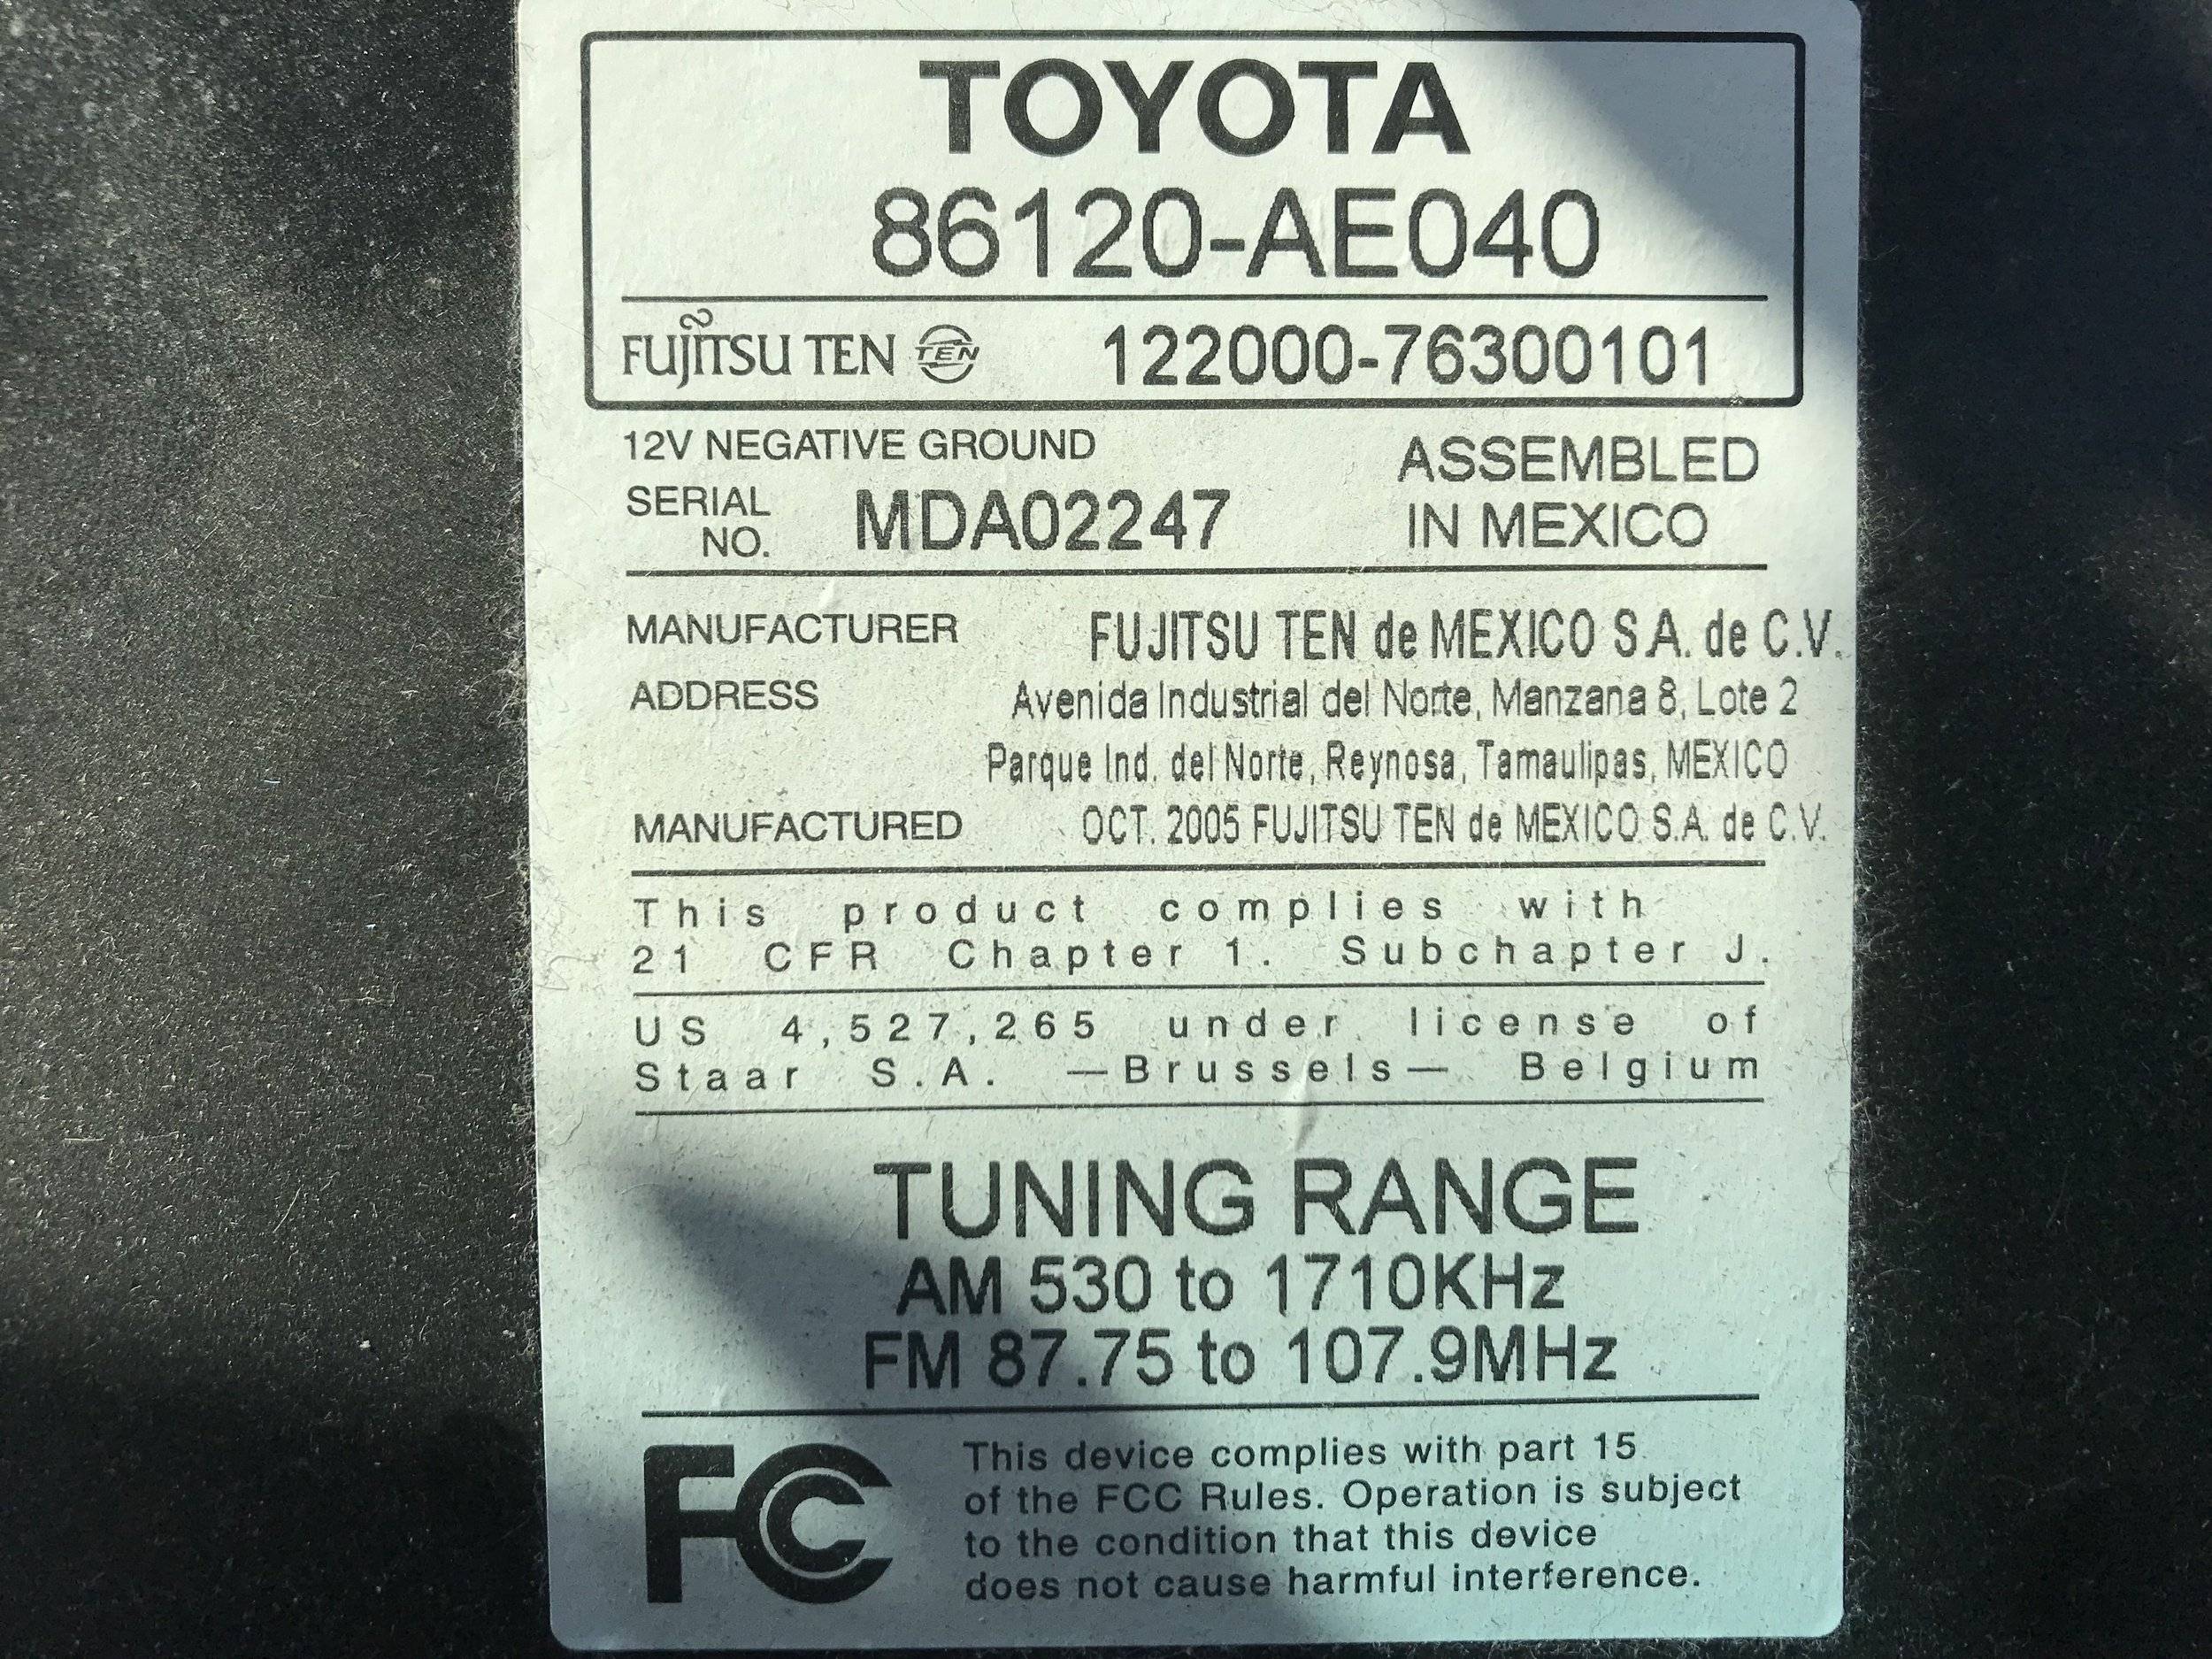 TOYOTA
86120-AE040
FUJITSU TEN TEN 122000-76300101
12V NEGATIVE GROUND
ASSEMBLED
IN MEXICO
SERIAL
NO. MDA02247
MANUFACTURER FUJITSU TEN de MEXICO S.A. de C.V.
ADDRESS Avenida Industrial del Norte, Manzana 8, Lote 2
Parque Ind. del Norte, Reynosa, Tamaulipas, MEXICO
MANUFACTURED OCT. 2005 FUJITSU TEN de MEXICO S.A. de C.V.
This product complies with
21 CFR Chapter 1. Subchapter J.
US 4,527,265 under license of
Staar S.A. —Brussels— Belgium
TUNING RANGE
AM 530 to 1710KHz
FM 87.75 to 107.9MHz
FC
This device complies with part 15
of the FCC Rules. Operation is subject
to the condition that this device
does not cause harmful interference.